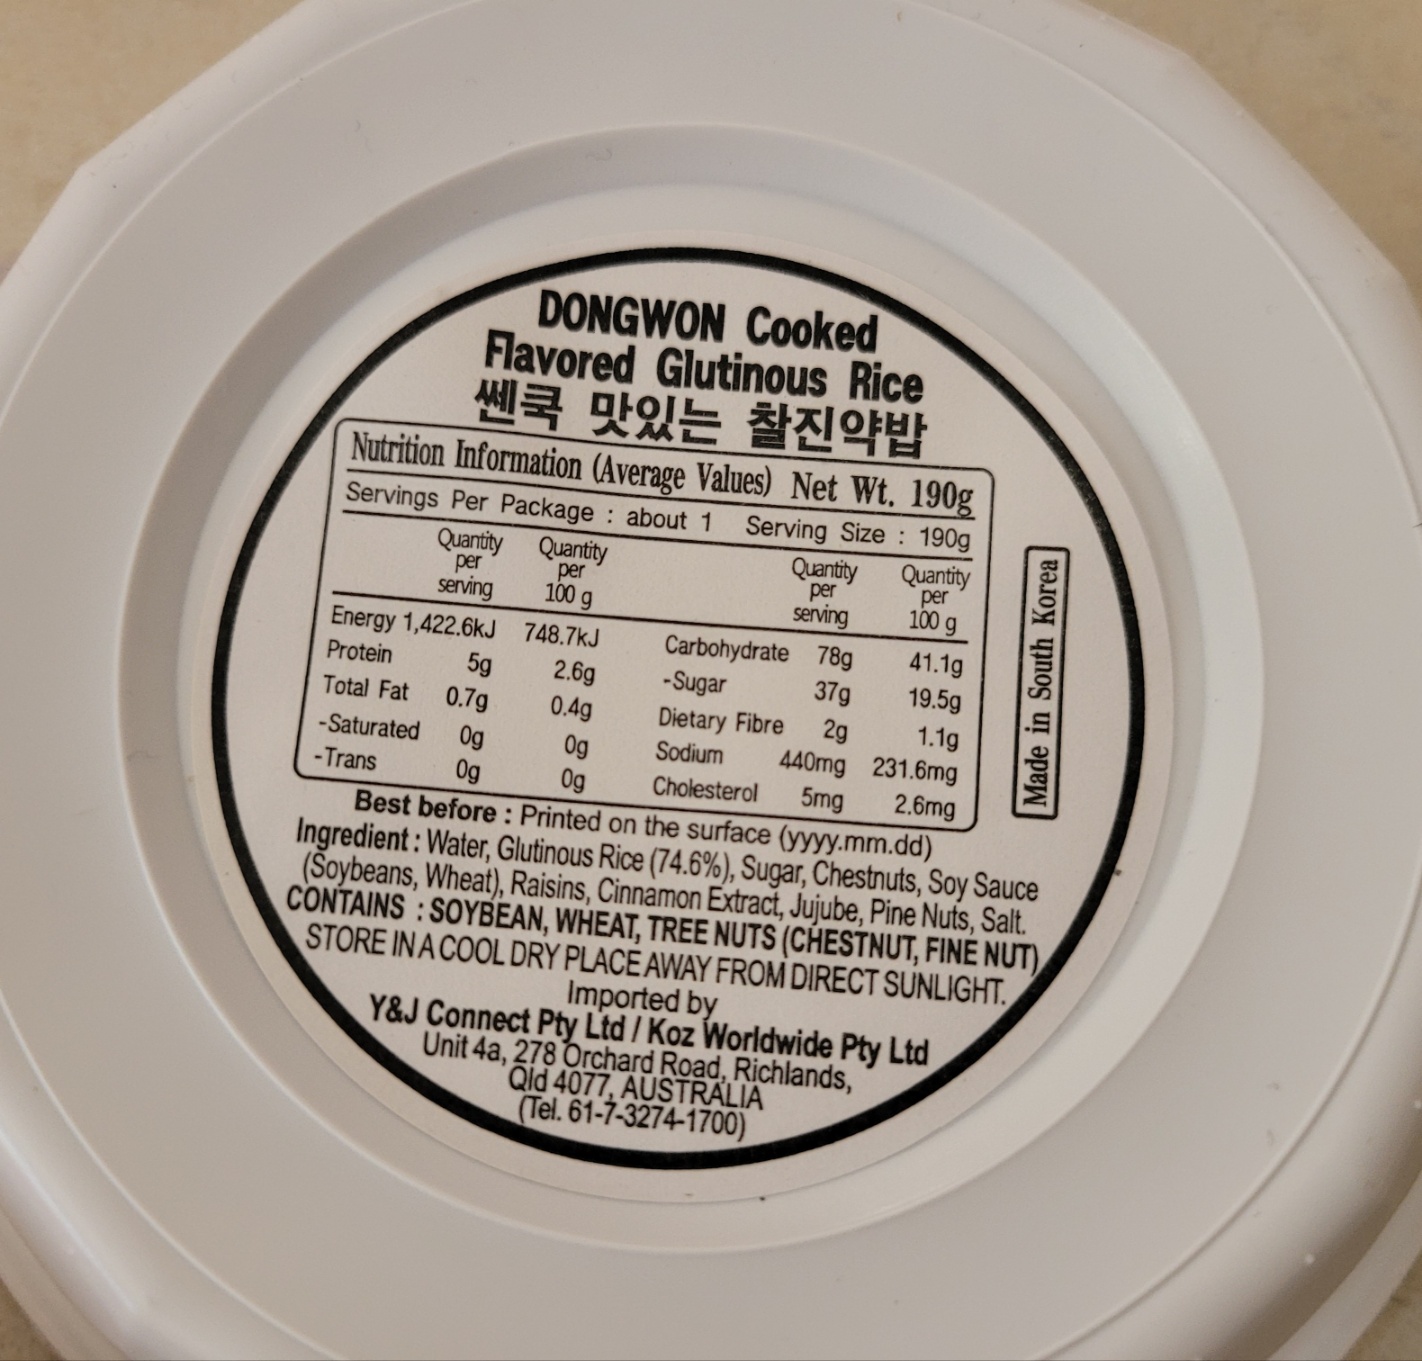 DONGWON Cooked
Flavored Glutinous Rice
쎈쿡 맛있는 찰진약밥
Nutrition Information (Average Values) Net Wt. 190g
Servings Per Package : about 1 Serving Size : 190g
Quantity per serving Quantity per 100 g Quantity per serving Quantity per 100 g
Energy 1,422.6kJ 748.7kJ Carbohydrate 78g 41.1g
Protein 5g 2.6g -Sugar 37g 19.5g
Total Fat 0.7g 0.4g Dietary Fibre 2g 1.1g
-Saturated 0g 0g Sodium 440mg 231.6mg
-Trans 0g 0g Cholesterol 5mg 2.6mg
Best before : Printed on the surface (yyyy.mm.dd)
Ingredient : Water, Glutinous Rice (74.6%), Sugar, Chestnuts, Soy Sauce
(Soybeans, Wheat), Raisins, Cinnamon Extract, Jujube, Pine Nuts, Salt.
CONTAINS : SOYBEAN, WHEAT, TREE NUTS (CHESTNUT, FINE NUT)
STORE IN A COOL DRY PLACE AWAY FROM DIRECT SUNLIGHT.
Imported by
Y&J Connect Pty Ltd / Koz Worldwide Pty Ltd
Unit 4a, 278 Orchard Road, Richlands,
Qld 4077, AUSTRALIA
(Tel. 61-7-3274-1700)
Made in South Korea